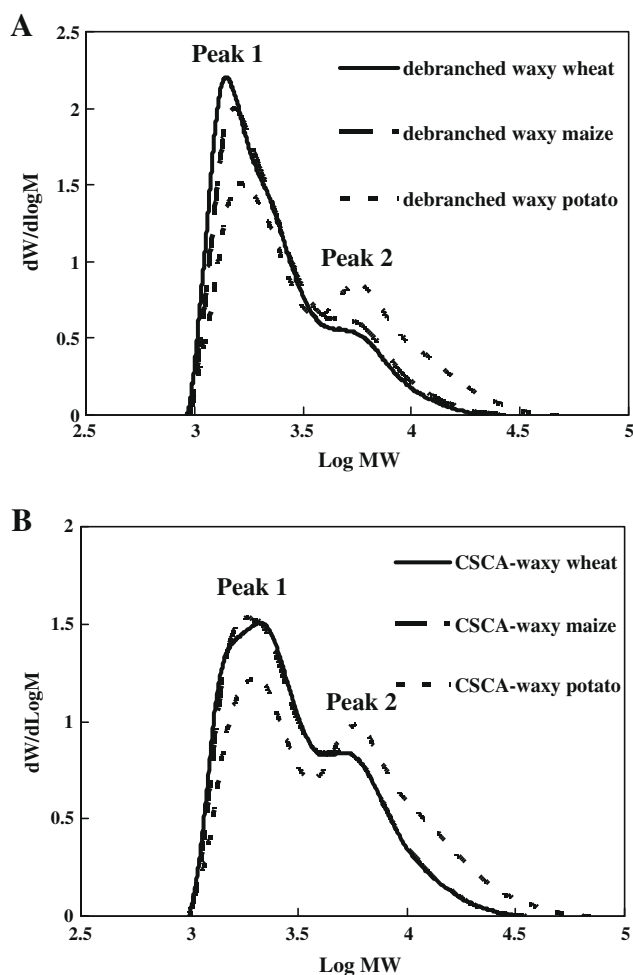 A
2.5
2
1.5
1
0.5
0
dW/dlogM
Peak 1
Peak 2
debranched waxy wheat
debranched waxy maize
debranched waxy potato
2.5 3 3.5 4 4.5 5
Log MW
B
2
1.5
1
0.5
0
dW/dLogM
Peak 1
Peak 2
CSCA-waxy wheat
CSCA-waxy maize
CSCA-waxy potato
2.5 3 3.5 4 4.5 5
Log MW